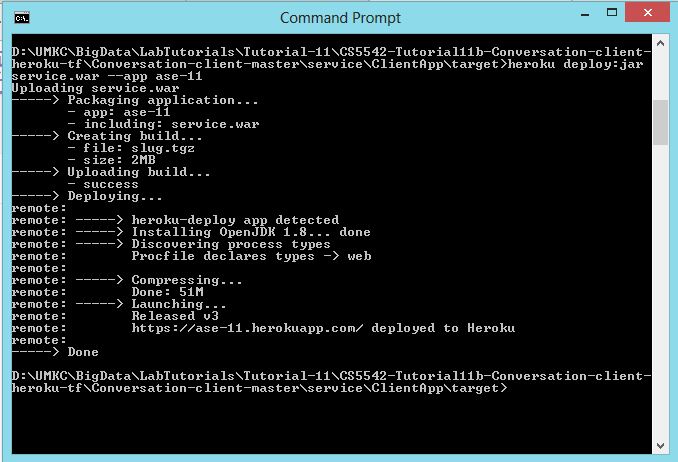 Command Prompt
D:\UMKC\BigData\LabTutorials\Tutorial-11\CS5542-Tutorial11b-Conversation-client-
heroku-tf\Conversation-client-master\service\ClientApp\target>heroku deploy:jar
service.war --app ase-11
Uploading service.war
-----> Packaging application...
- app: ase-11
- including: service.war
-----> Creating build...
- file: slug.tgz
- size: 2MB
-----> Uploading build...
- success
-----> Deploying...
remote:
remote: -----> heroku-deploy app detected
remote: -----> Installing OpenJDK 1.8... done
remote: -----> Discovering process types
remote: Procfile declares types -> web
remote:
remote: -----> Compressing...
remote: Done: 51M
remote: -----> Launching...
remote: Released v3
remote: https://ase-11.herokuapp.com/ deployed to Heroku
remote:
-----> Done
D:\UMKC\BigData\LabTutorials\Tutorial-11\CS5542-Tutorial11b-Conversation-client-
heroku-tf\Conversation-client-master\service\ClientApp\target>